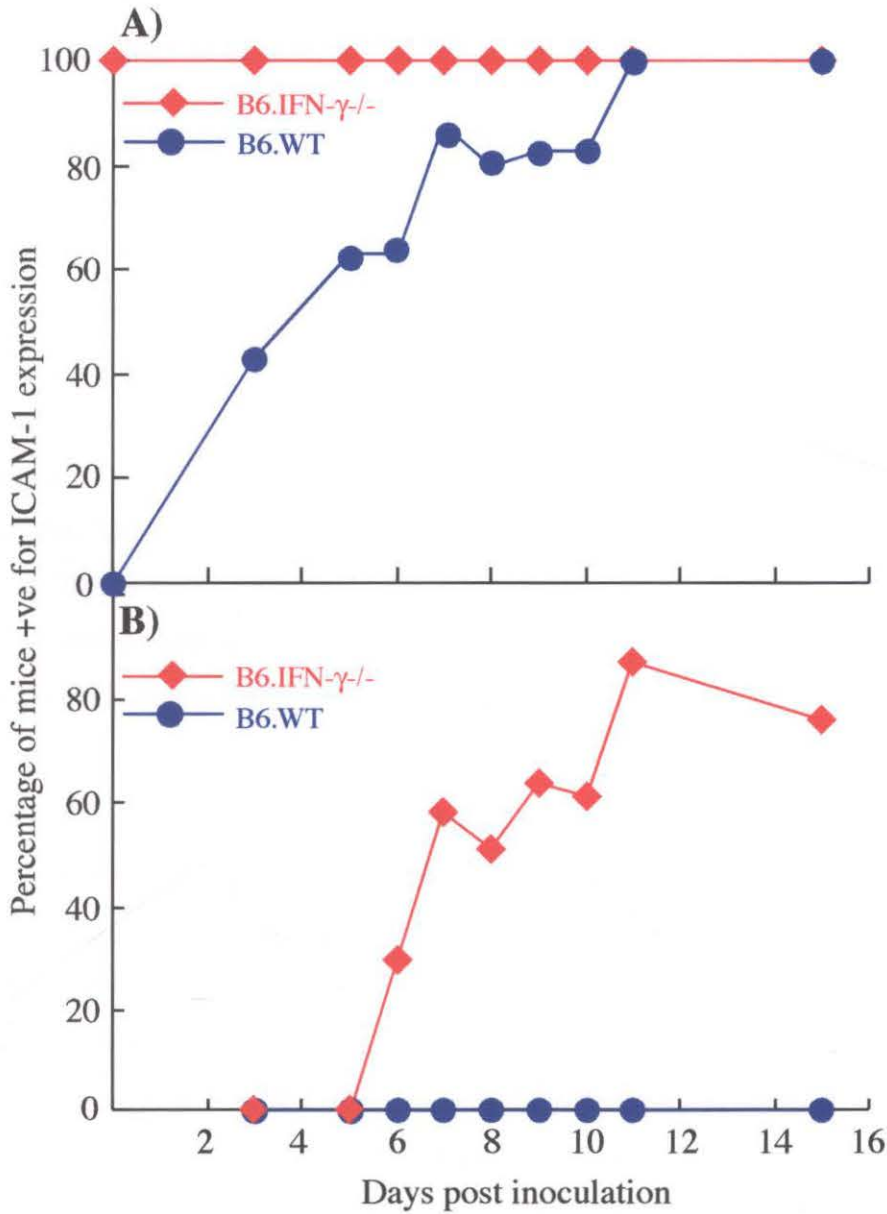 A)
100
B6.IFN-γ-/-
B6.WT
80
60
40
20
0
B)
B6.IFN-γ-/-
B6.WT
80
60
40
20
0
2 4 6 8 10 12 14 16
Days post inoculation
Percentage of mice +ve for ICAM-1 expression